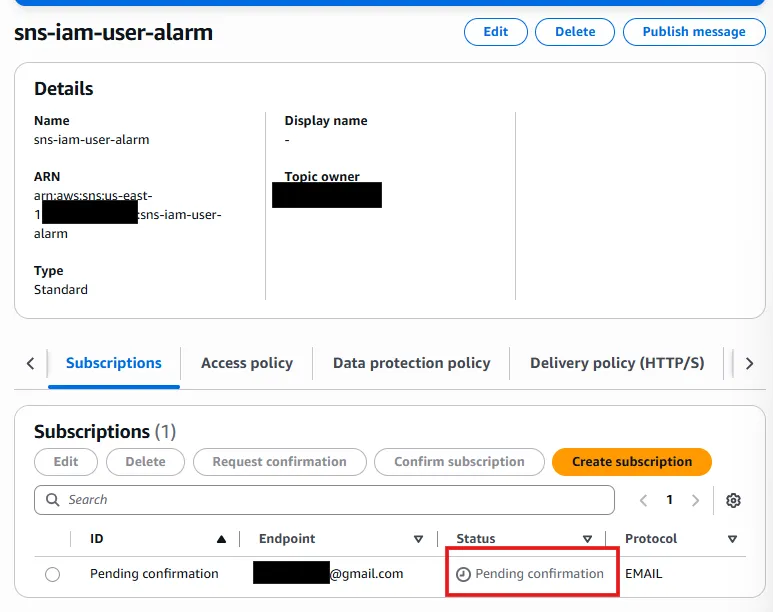 sns-iam-user-alarm
Edit
Delete
Publish message
Details
Name
sns-iam-user-alarm
ARN
arn:aws:sns:us-east-
1 :sns-iam-user-
alarm
Type
Standard
Display name
-
Topic owner
Subscriptions
Access policy
Data protection policy
Delivery policy (HTTP/S)
Subscriptions (1)
Edit
Delete
Request confirmation
Confirm subscription
Create subscription
Search
1
ID
Endpoint
Status
Protocol
Pending confirmation
@gmail.com
Pending confirmation
EMAIL